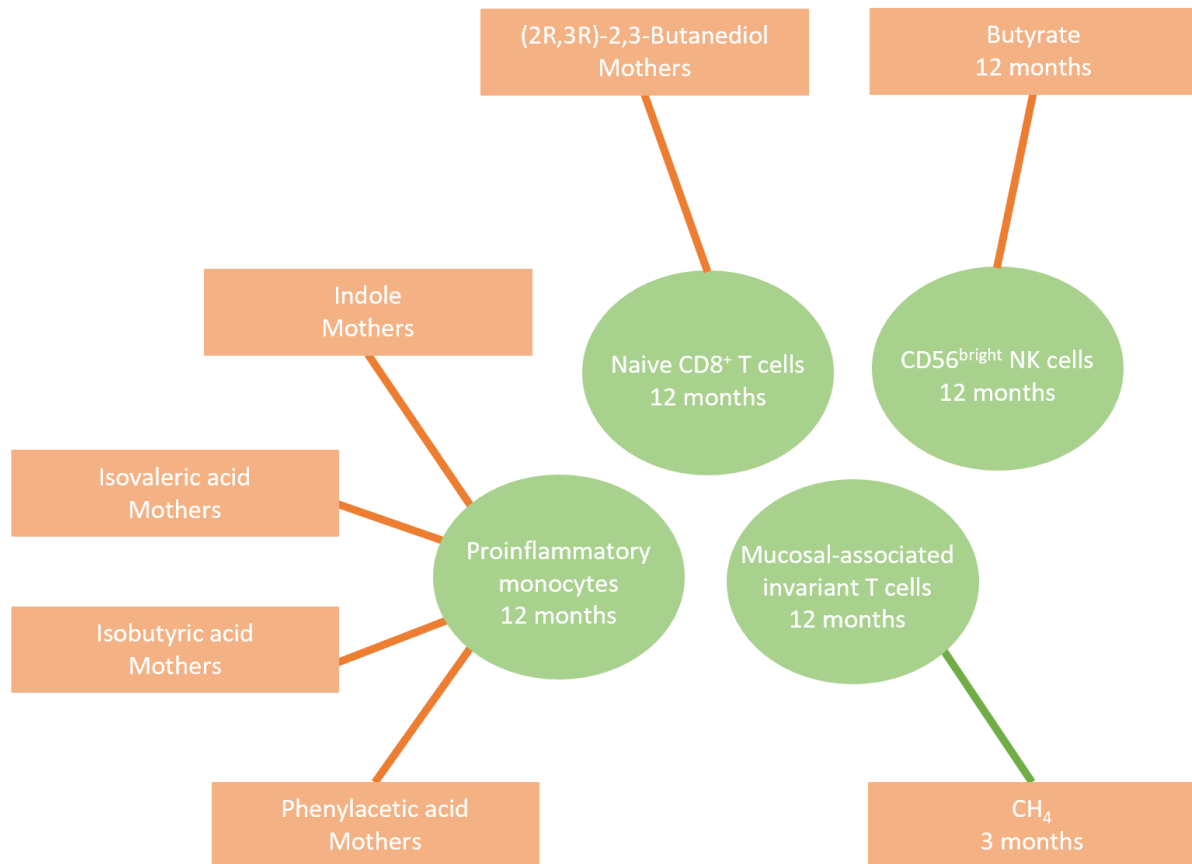 (2R,3R)-2,3-Butanediol
Mothers
Butyrate
12 months
Indole
Mothers
Naive CD8⁺ T cells
12 months
CD56ᵇʳⁱᵍʰᵗ NK cells
12 months
Isovaleric acid
Mothers
Proinflammatory
monocytes
12 months
Mucosal-associated
invariant T cells
12 months
Isobutyric acid
Mothers
Phenylacetic acid
Mothers
CH₄
3 months